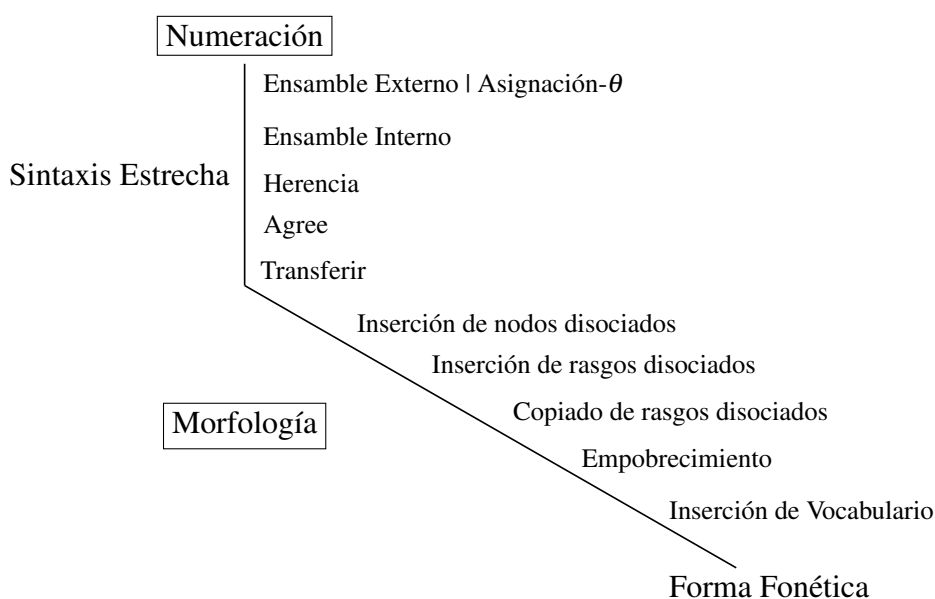 Numeración
Ensamble Externo | Asignación-θ
Ensamble Interno
Sintaxis Estrecha
Herencia
Agree
Transferir
Inserción de nodos disociados
Inserción de rasgos disociados
Copiado de rasgos disociados
Morfología
Empobrecimiento
Inserción de Vocabulario
Forma Fonética